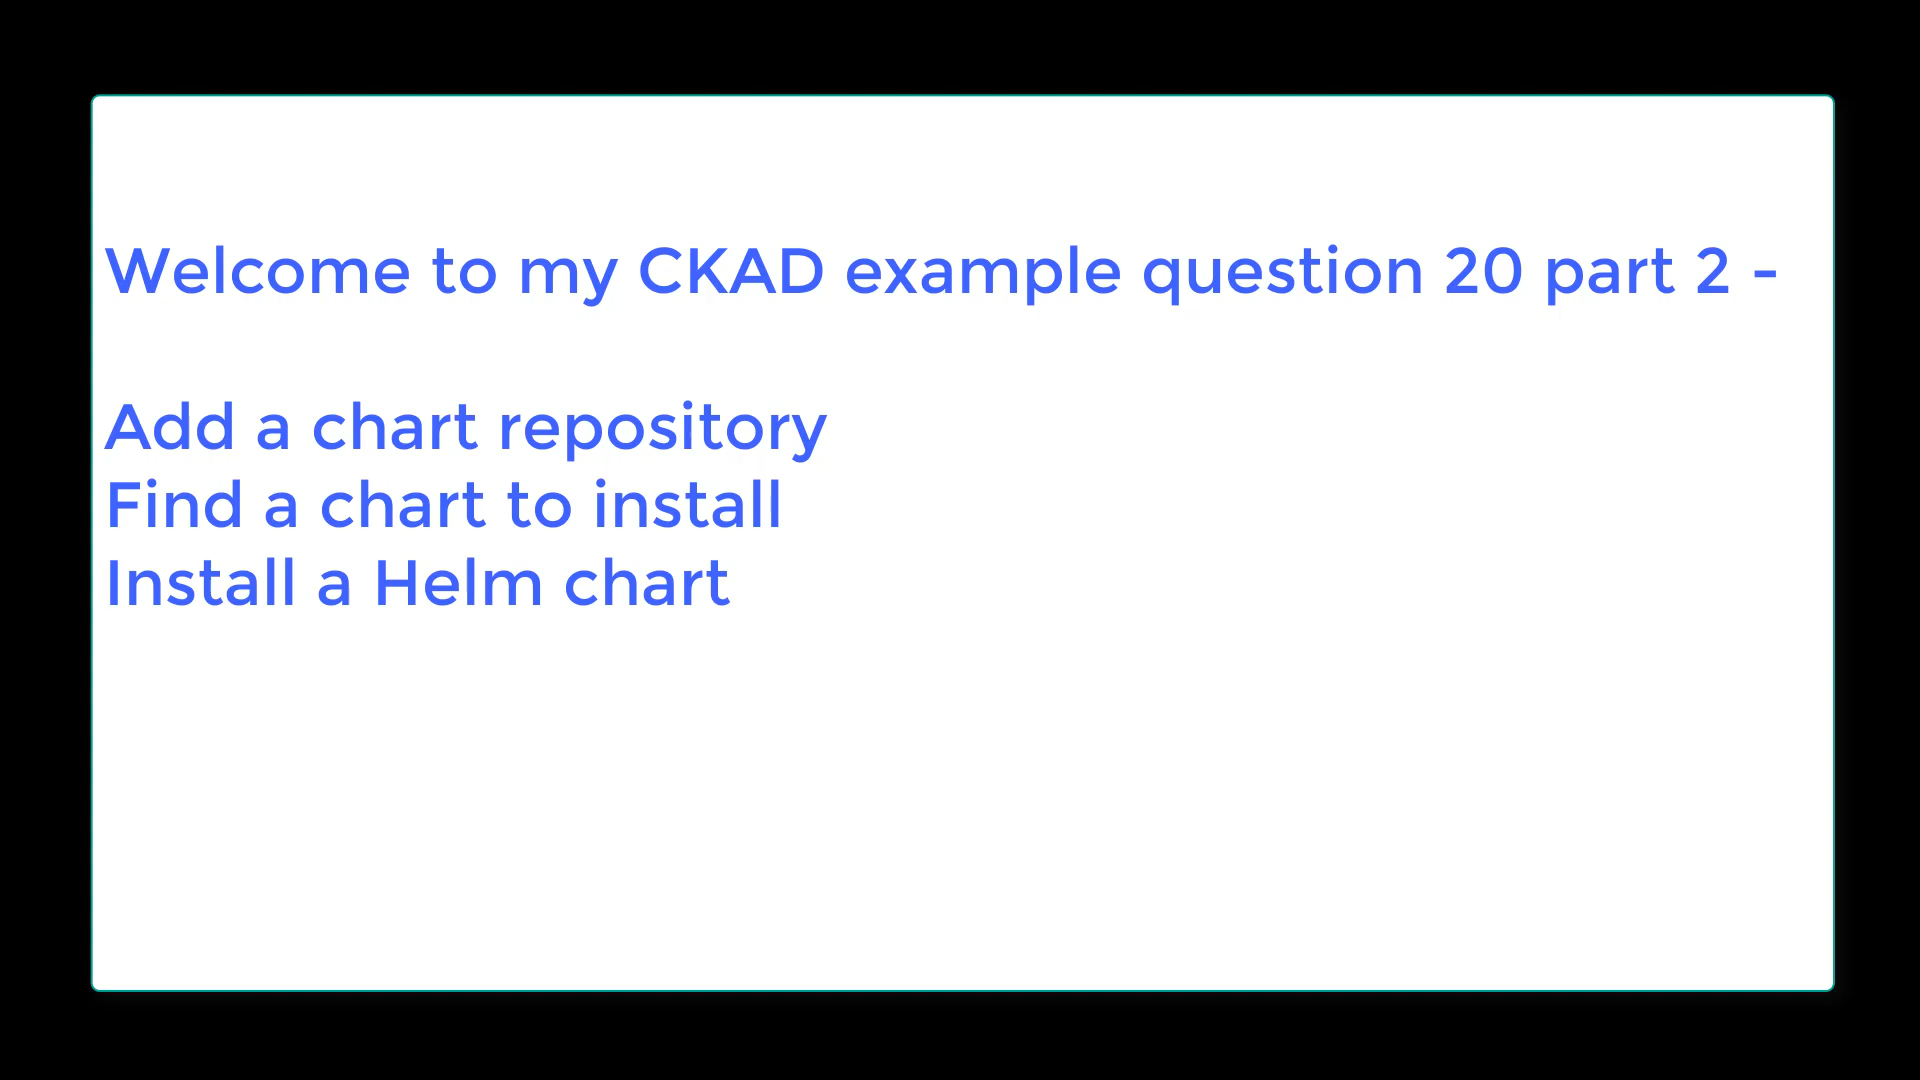 Welcome to my CKAD example question 20 part 2 -
Add a chart repository
Find a chart to install
Install a Helm chart